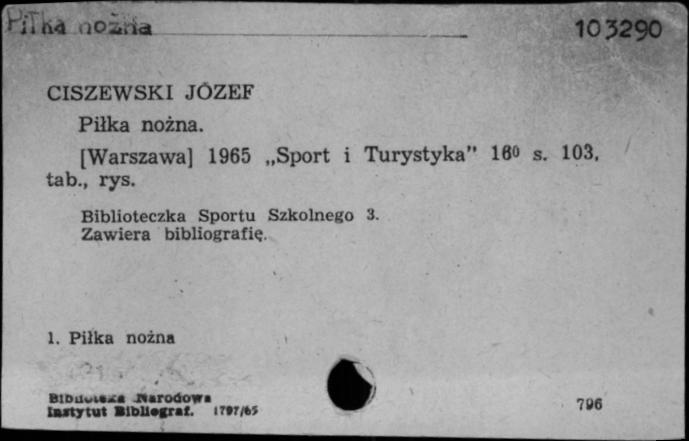 Piłka nożna
103290
CISZEWSKI JÓZEF
Piłka nożna.
[Warszawa] 1965 „Sport i Turystyka" 16⁰ s. 103,
tab., rys.
Biblioteczka Sportu Szkolnego 3.
Zawiera bibliografię.
1. Piłka nożna
Biblioteka Narodowa
Instytut Bibliograf. 1797/65
796